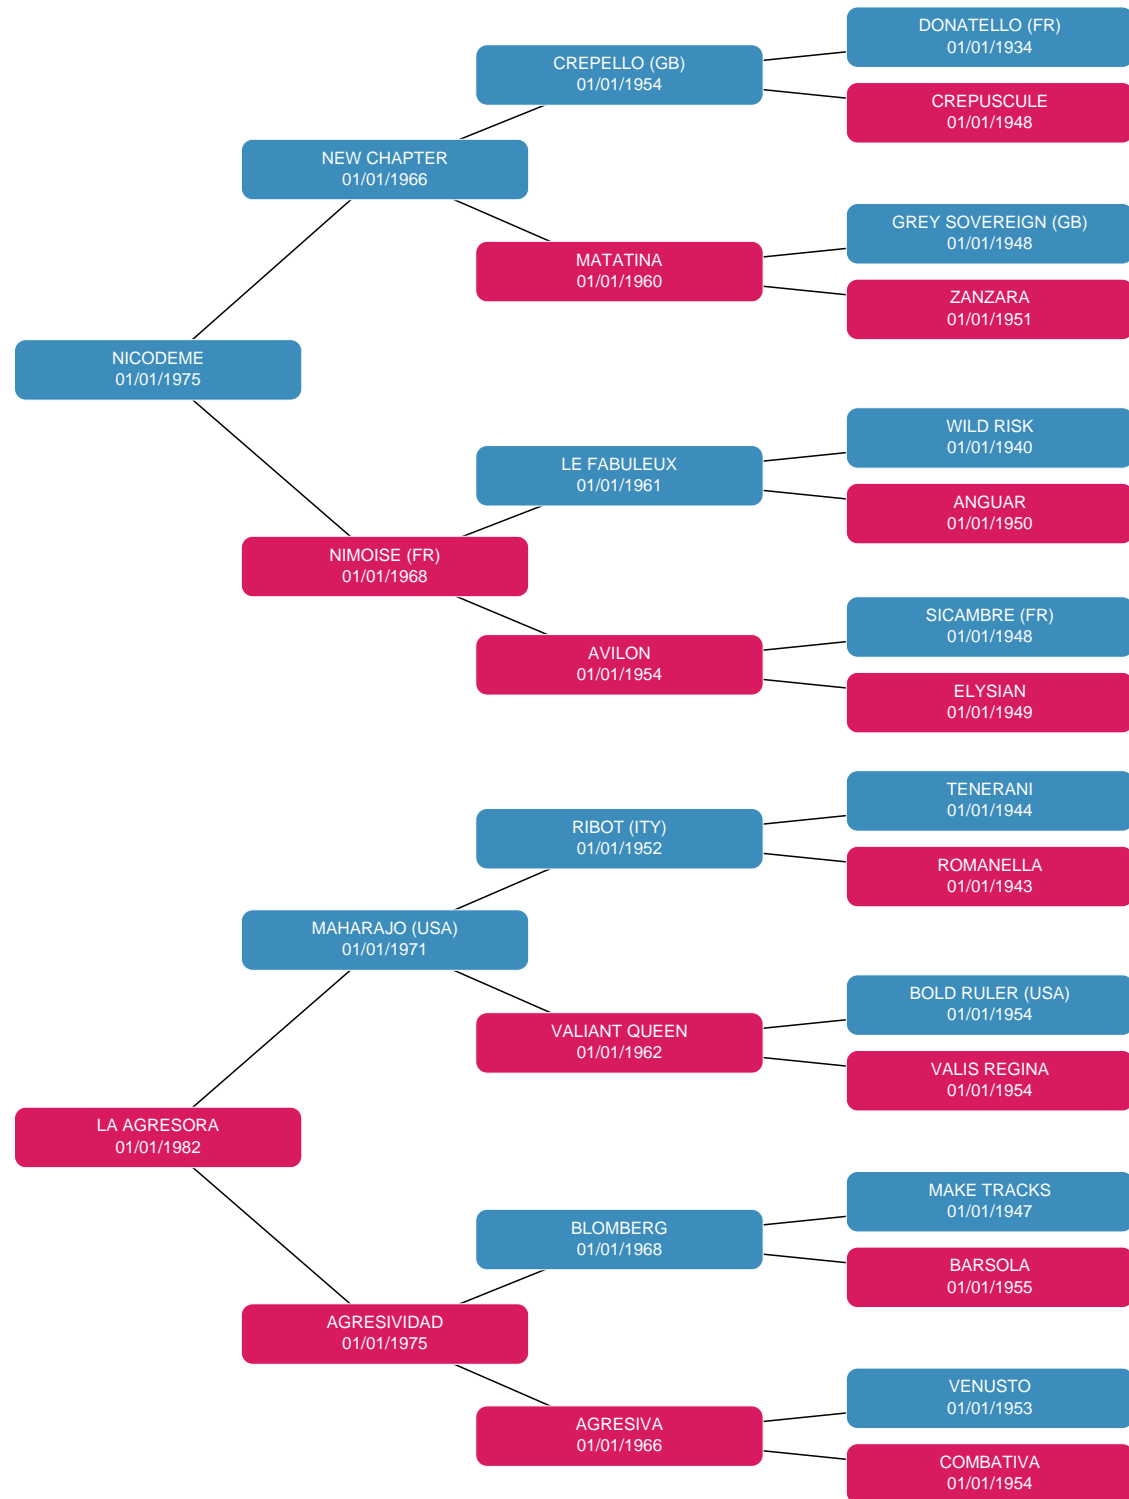 DONATELLO (FR)
01/01/1934
CREPELLO (GB)
01/01/1954
CREPUSCULE
01/01/1948
NEW CHAPTER
01/01/1966
GREY SOVEREIGN (GB)
01/01/1948
MATATINA
01/01/1960
ZANZARA
01/01/1951
NICODEME
01/01/1975
WILD RISK
01/01/1940
LE FABULEUX
01/01/1961
ANGUAR
01/01/1950
NIMOISE (FR)
01/01/1968
SICAMBRE (FR)
01/01/1948
AVILON
01/01/1954
ELYSIAN
01/01/1949
TENERANI
01/01/1944
RIBOT (ITY)
01/01/1952
ROMANELLA
01/01/1943
MAHARAJO (USA)
01/01/1971
BOLD RULER (USA)
01/01/1954
VALIANT QUEEN
01/01/1962
VALIS REGINA
01/01/1954
LA AGRESORA
01/01/1982
MAKE TRACKS
01/01/1947
BLOMBERG
01/01/1968
BARSOLA
01/01/1955
AGRESIVIDAD
01/01/1975
VENUSTO
01/01/1953
AGRESIVA
01/01/1966
COMBATIVA
01/01/1954